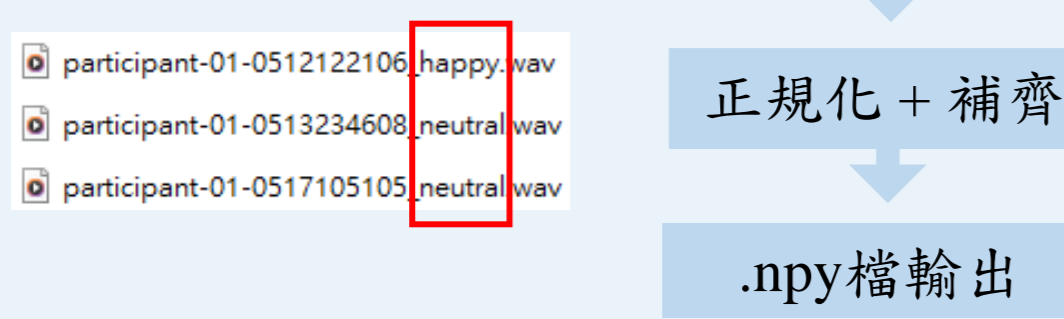 participant-01-0512122106_happy.wav
participant-01-0513234608_neutral.wav
participant-01-0517105105_neutral.wav
正規化 + 補齊
.npy檔輸出